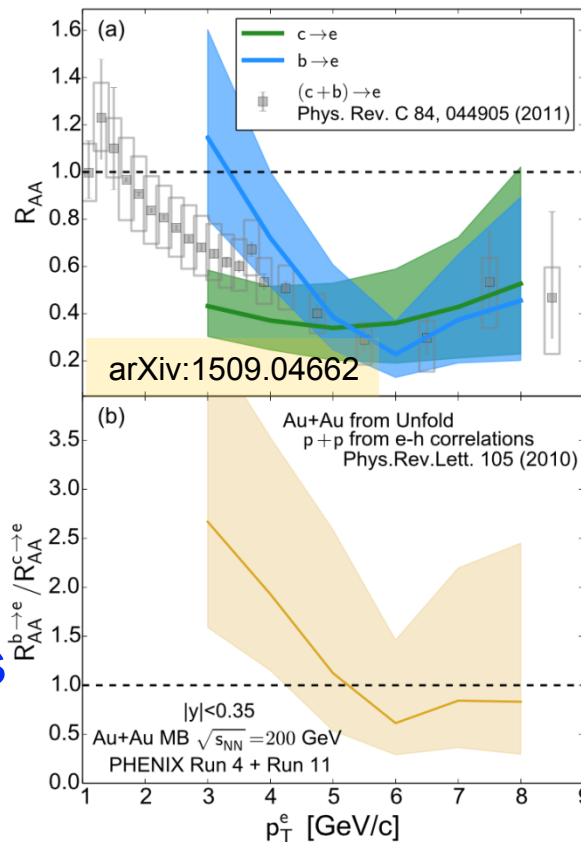 (a)
c→e
b→e
(c+b)→e
Phys. Rev. C 84, 044905 (2011)
R_AA
1.6
1.4
1.2
1.0
0.8
0.6
0.4
0.2
arXiv:1509.04662
(b)
Au+Au from Unfold
p+p from e-h correlations
Phys.Rev.Lett. 105 (2010)
R_AA^{b→e}/R_AA^{c→e}
3.5
3.0
2.5
2.0
1.5
1.0
0.5
0.0
s
|y|<0.35
Au+Au MB √s_NN=200 GeV
PHENIX Run 4 + Run 11
1 2 3 4 5 6 7 8 9
p_T^e [GeV/c]